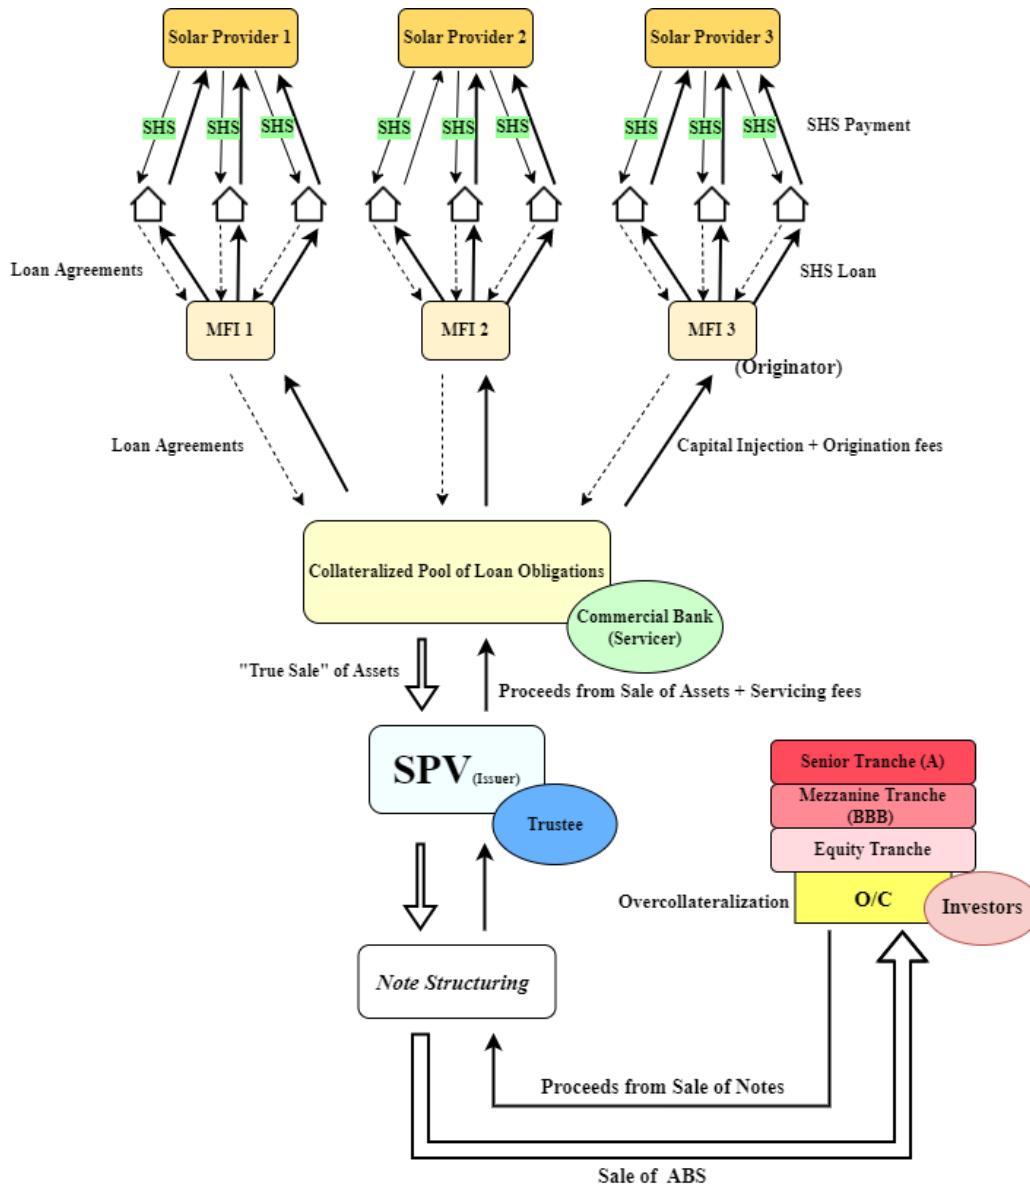 Solar Provider 1
Solar Provider 2
Solar Provider 3
SHS
SHS
SHS
SHS
SHS
SHS
SHS
SHS
SHS
SHS Payment
Loan Agreements
SHS Loan
MFI 1
MFI 2
MFI 3
(Originator)
Loan Agreements
Capital Injection + Origination fees
Collateralized Pool of Loan Obligations
Commercial Bank
(Servicer)
"True Sale" of Assets
Proceeds from Sale of Assets + Servicing fees
SPV (Issuer)
Trustee
Senior Tranche (A)
Mezzanine Tranche
(BBB)
Equity Tranche
Overcollateralization
O/C
Investors
Note Structuring
Proceeds from Sale of Notes
Sale of ABS